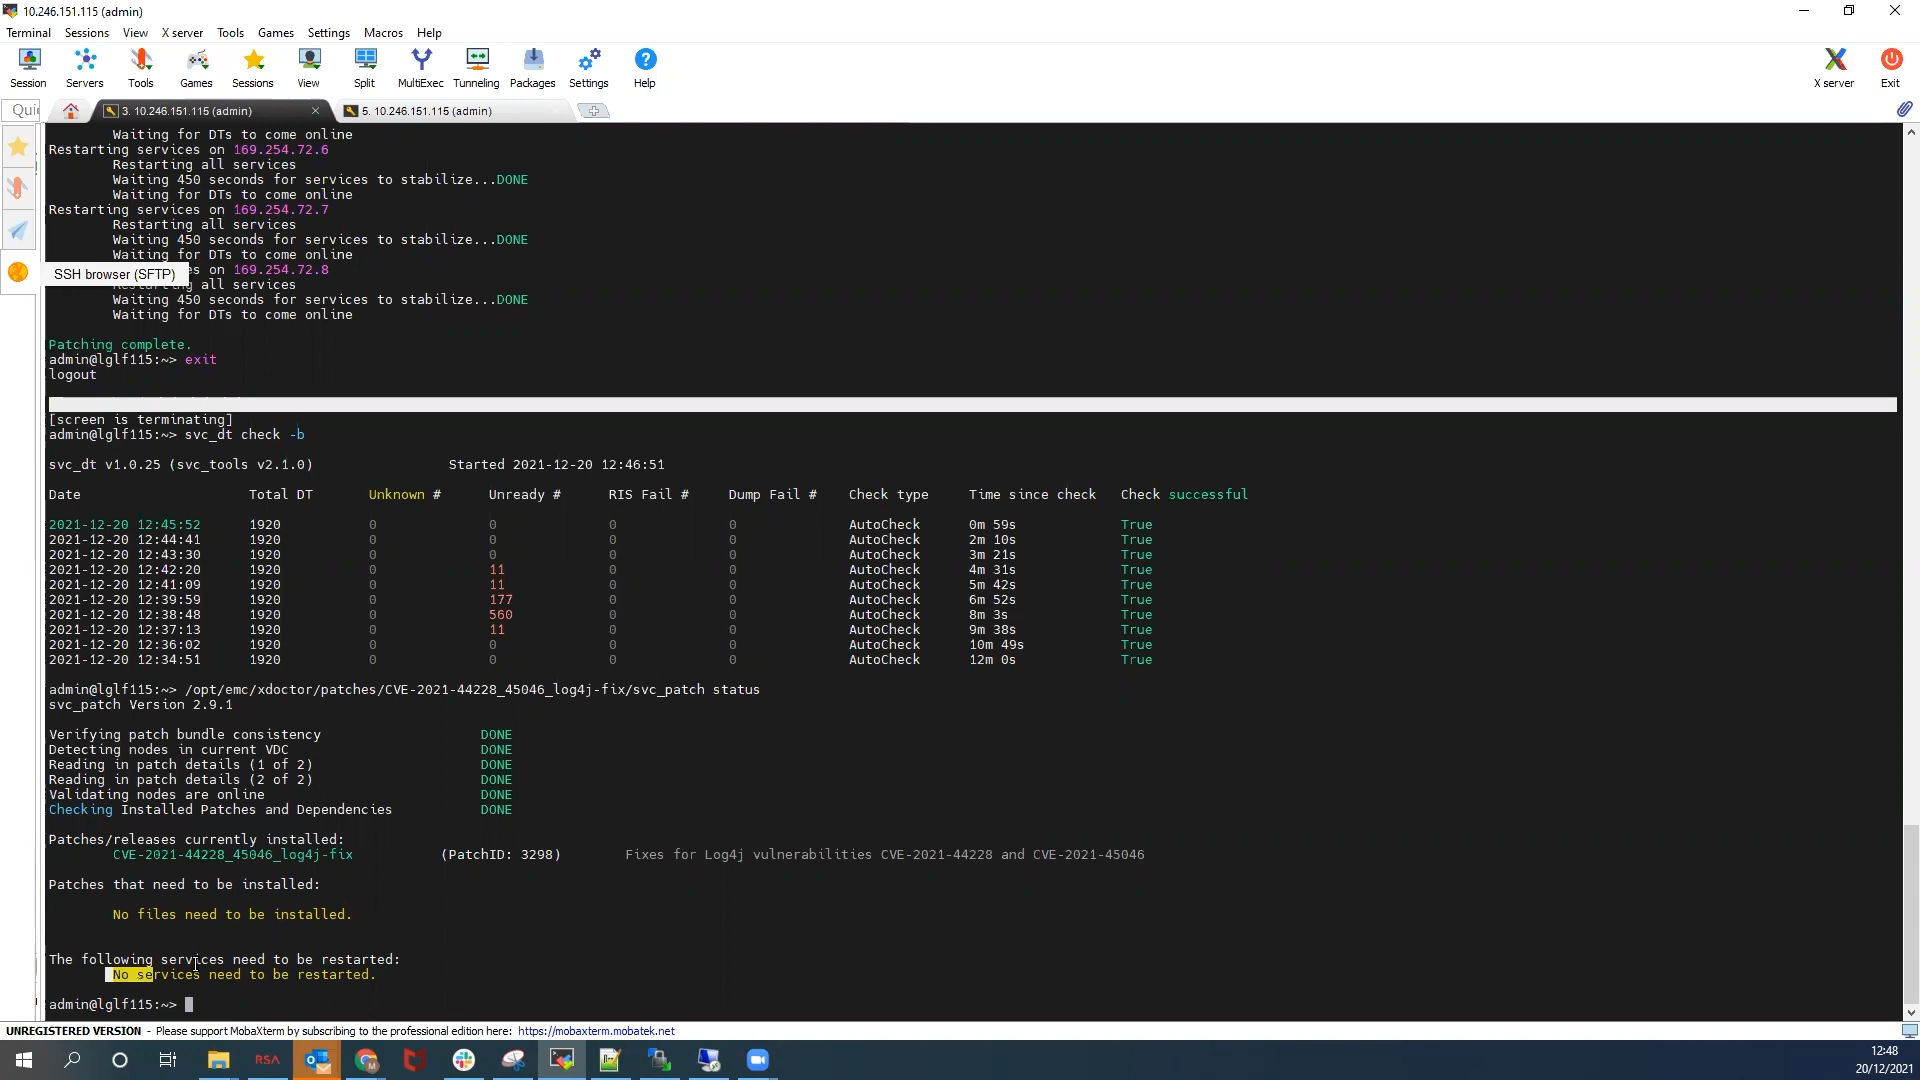 10.246.151.115 (admin)
Terminal Sessions View X server Tools Games Settings Macros Help
Session Servers Tools Games Sessions View Split MultiExec Tunneling Packages Settings Help X server Exit
3. 10.246.151.115 (admin) 5. 10.246.151.115 (admin)
Waiting for DTs to come online
Restarting services on 169.254.72.6
Restarting all services
Waiting 450 seconds for services to stabilize...DONE
Waiting for DTs to come online
Restarting services on 169.254.72.7
Restarting all services
Waiting 450 seconds for services to stabilize...DONE
Waiting for DTs to come online
SSH browser (SFTP) es on 169.254.72.8
Restarting all services
Waiting 450 seconds for services to stabilize...DONE
Waiting for DTs to come online
Patching complete.
admin@lglf115:~> exit
logout
[screen is terminating]
admin@lglf115:~> svc_dt check -b
svc_dt v1.0.25 (svc_tools v2.1.0) Started 2021-12-20 12:46:51
Date Total DT Unknown # Unready # RIS Fail # Dump Fail # Check type Time since check Check successful
2021-12-20 12:45:52 1920 0 0 0 0 AutoCheck 0m 59s True
2021-12-20 12:44:41 1920 0 0 0 0 AutoCheck 2m 10s True
2021-12-20 12:43:30 1920 0 0 0 0 AutoCheck 3m 21s True
2021-12-20 12:42:20 1920 0 11 0 0 AutoCheck 4m 31s True
2021-12-20 12:41:09 1920 0 11 0 0 AutoCheck 5m 42s True
2021-12-20 12:39:59 1920 0 177 0 0 AutoCheck 6m 52s True
2021-12-20 12:38:48 1920 0 560 0 0 AutoCheck 8m 3s True
2021-12-20 12:37:13 1920 0 11 0 0 AutoCheck 9m 38s True
2021-12-20 12:36:02 1920 0 0 0 0 AutoCheck 10m 49s True
2021-12-20 12:34:51 1920 0 0 0 0 AutoCheck 12m 0s True
admin@lglf115:~> /opt/emc/xdoctor/patches/CVE-2021-44228_45046_log4j-fix/svc_patch status
svc_patch Version 2.9.1
Verifying patch bundle consistency DONE
Detecting nodes in current VDC DONE
Reading in patch details (1 of 2) DONE
Reading in patch details (2 of 2) DONE
Validating nodes are online DONE
Checking Installed Patches and Dependencies DONE
Patches/releases currently installed:
CVE-2021-44228_45046_log4j-fix (PatchID: 3298) Fixes for Log4j vulnerabilities CVE-2021-44228 and CVE-2021-45046
Patches that need to be installed:
No files need to be installed.
The following services need to be restarted:
No services need to be restarted.
admin@lglf115:~>
UNREGISTERED VERSION - Please support MobaXterm by subscribing to the professional edition here: https://mobaxterm.mobatek.net
RSA
12:48
20/12/2021